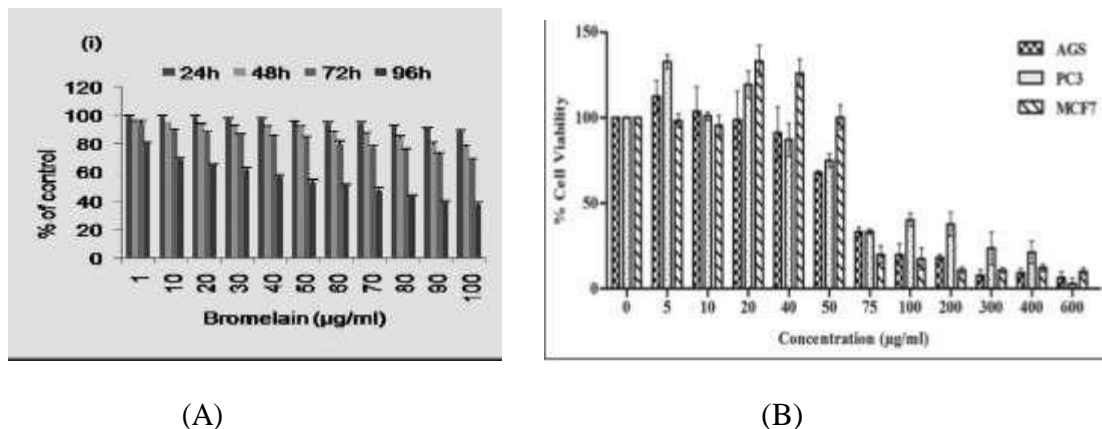 (i)
24h 48h 72h 96h
120
100
80
60
40
20
0
% of control
1 10 20 30 40 50 60 70 80 90 100
Bromelain (µg/ml)
(A)
150
100
50
0
% Cell Viability
AGS
PC3
MCF7
0 5 10 20 40 50 75 100 200 300 400 600
Concentration (µg/ml)
(B)